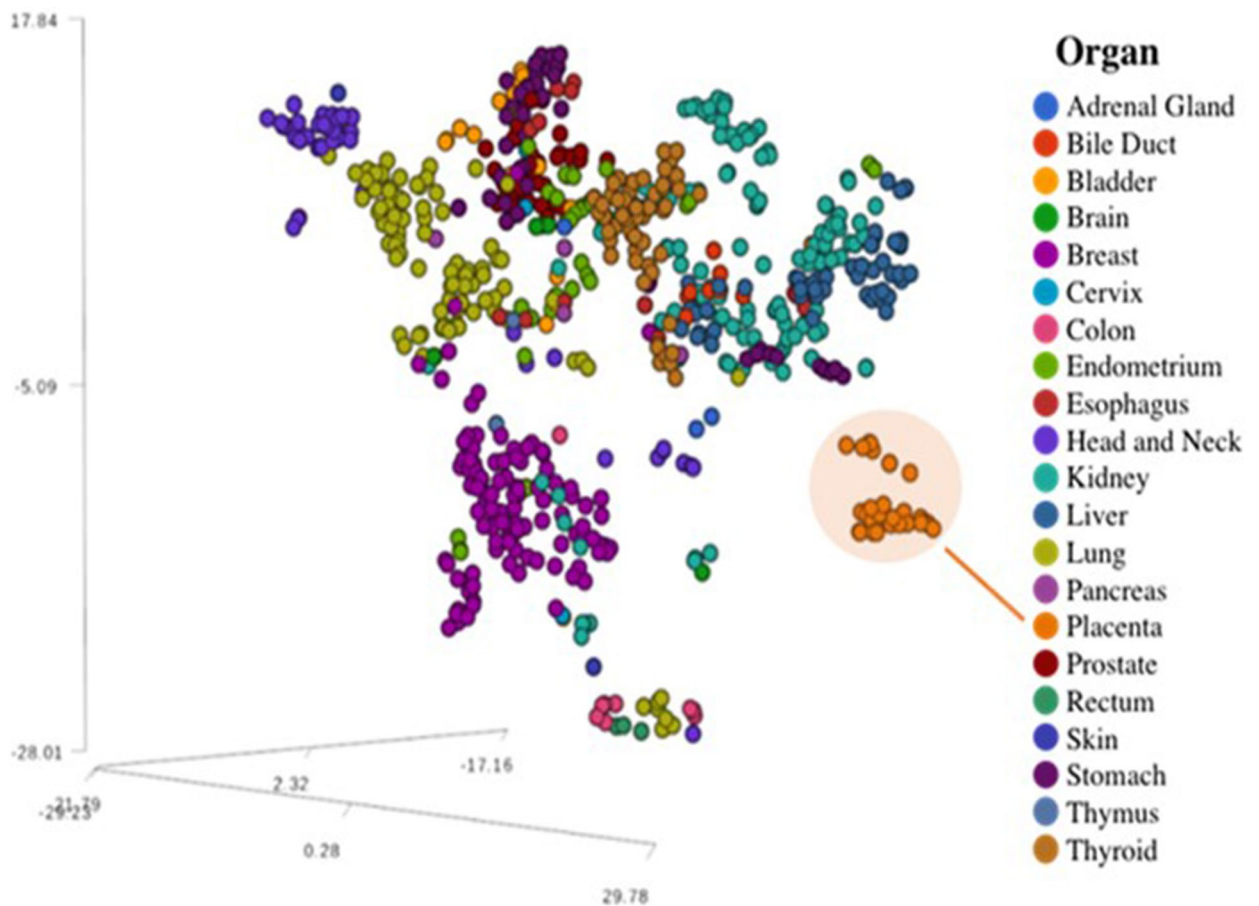 17.84
-5.09
-28.01
2.32
-17.16
-21.79
-29.23
0.28
29.78
Organ
Adrenal Gland
Bile Duct
Bladder
Brain
Breast
Cervix
Colon
Endometrium
Esophagus
Head and Neck
Kidney
Liver
Lung
Pancreas
Placenta
Prostate
Rectum
Skin
Stomach
Thymus
Thyroid